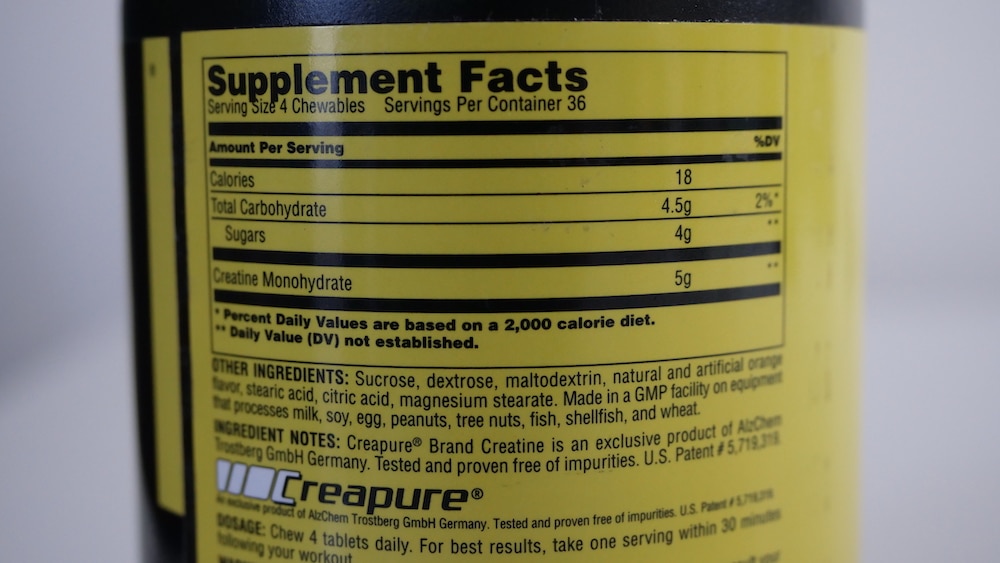 Supplement Facts
Serving Size 4 Chewables Servings Per Container 36
Amount Per Serving %DV
Calories 18
Total Carbohydrate 4.5g 2%*
Sugars 4g **
Creatine Monohydrate 5g **
* Percent Daily Values are based on a 2,000 calorie diet.
** Daily Value (DV) not established.
OTHER INGREDIENTS: Sucrose, dextrose, maltodextrin, natural and artificial orange
flavor, stearic acid, citric acid, magnesium stearate. Made in a GMP facility on equipment
that processes milk, soy, egg, peanuts, tree nuts, fish, shellfish, and wheat.
INGREDIENT NOTES: Creapure® Brand Creatine is an exclusive product of AlzChem
Trostberg GmbH Germany. Tested and proven free of impurities. U.S. Patent # 5,719,319.
Creapure®
An exclusive product of AlzChem Trostberg GmbH Germany. Tested and proven free of impurities. U.S. Patent # 5,719,319
DOSAGE: Chew 4 tablets daily. For best results, take one serving within 30 minutes
following your workout